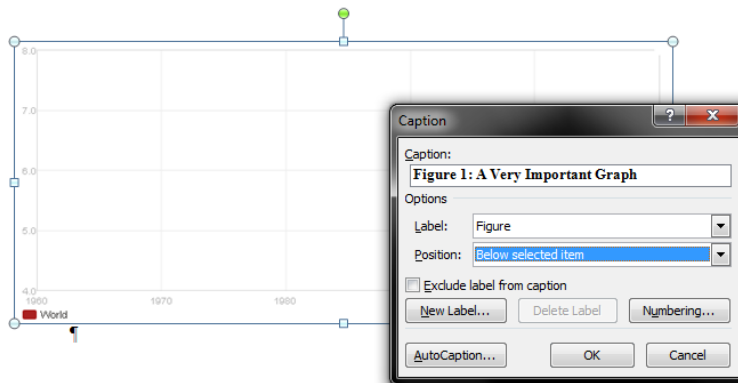 8.0
7.0
6.0
5.0
4.0
1960 1970 1980
World
¶
Caption
? X
Caption:
Figure 1: A Very Important Graph
Options
Label: Figure
Position: Below selected item
Exclude label from caption
New Label... Delete Label Numbering...
AutoCaption... OK Cancel